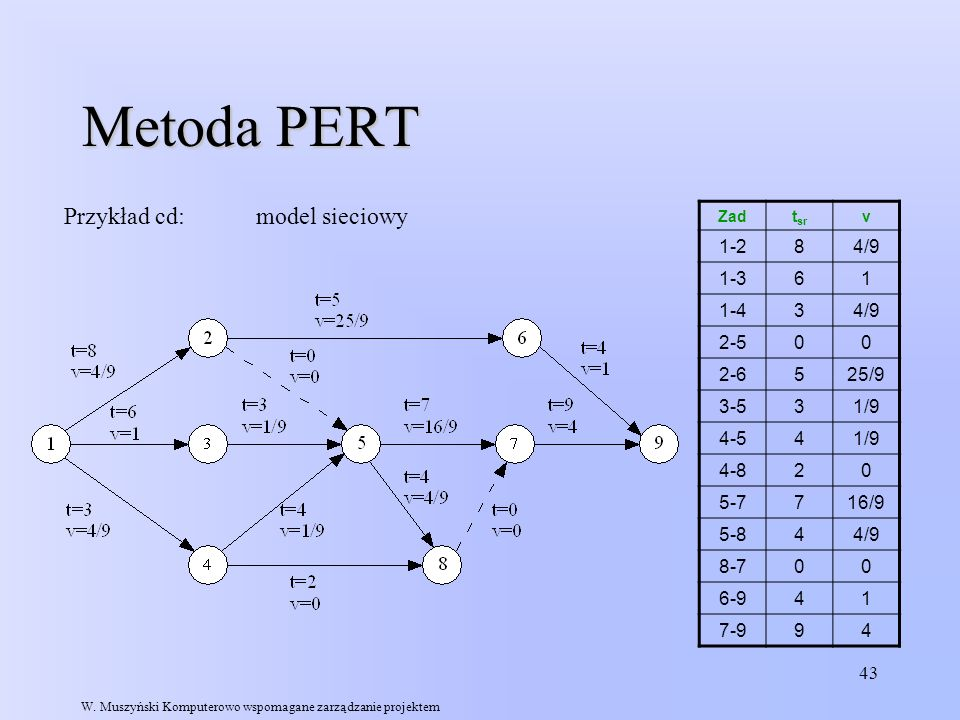 Metoda PERT
Przykład cd: model sieciowy
Zad tsr v
1-2 8 4/9
1-3 6 1
1-4 3 4/9
2-5 0 0
2-6 5 25/9
3-5 3 1/9
4-5 4 1/9
4-8 2 0
5-7 7 16/9
5-8 4 4/9
8-7 0 0
6-9 4 1
7-9 9 4
t=5
v=25/9
2
6
t=8
v=4/9
t=0
v=0
t=4
v=1
t=6
v=1
t=3
v=1/9
t=7
v=16/9
t=9
v=4
1
3
5
7
9
t=3
v=4/9
t=4
v=1/9
t=4
v=4/9
t=0
v=0
4
8
t=2
v=0
43
W. Muszyński Komputerowo wspomagane zarządzanie projektem